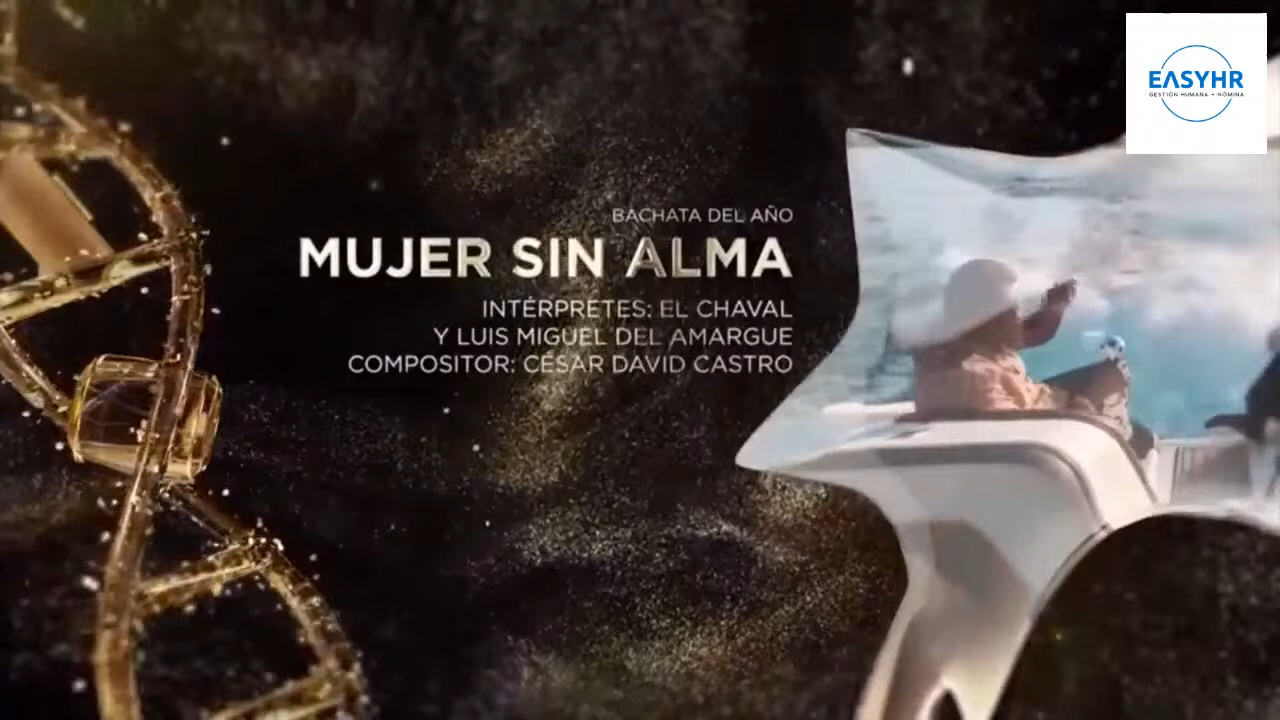 EASYHR
GESTIÓN HUMANA + NÓMINA
BACHATA DEL AÑO
MUJER SIN ALMA
INTÉRPRETES: EL CHAVAL
Y LUIS MIGUEL DEL AMARGUE
COMPOSITOR: CÉSAR DAVID CASTRO